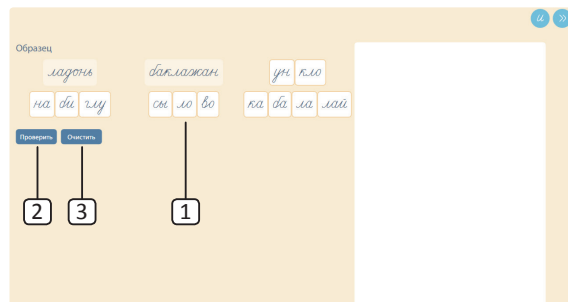 и »
Образец
ладонь баклажан ун кло
на би глу сы ло во ка ба ла лай
Проверить Очистить
2 3 1